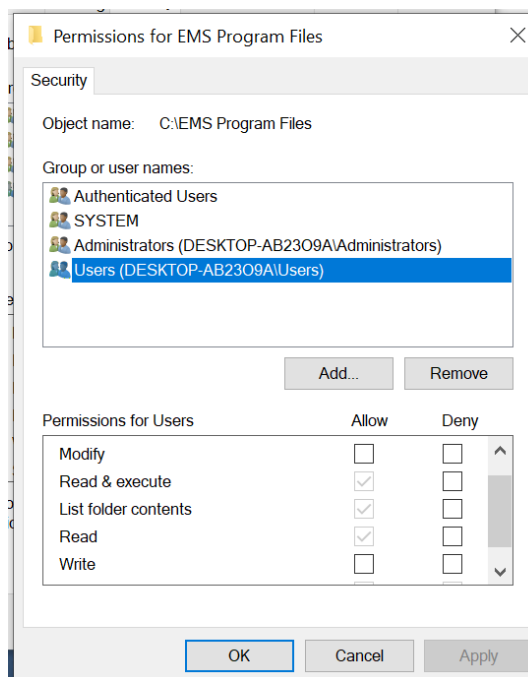 Permissions for EMS Program Files
Security
Object name: C:\EMS Program Files
Group or user names:
Authenticated Users
SYSTEM
Administrators (DESKTOP-AB23O9A\Administrators)
Users (DESKTOP-AB23O9A\Users)
Add... Remove
Permissions for Users Allow Deny
Modify
Read & execute
List folder contents
Read
Write
OK Cancel Apply